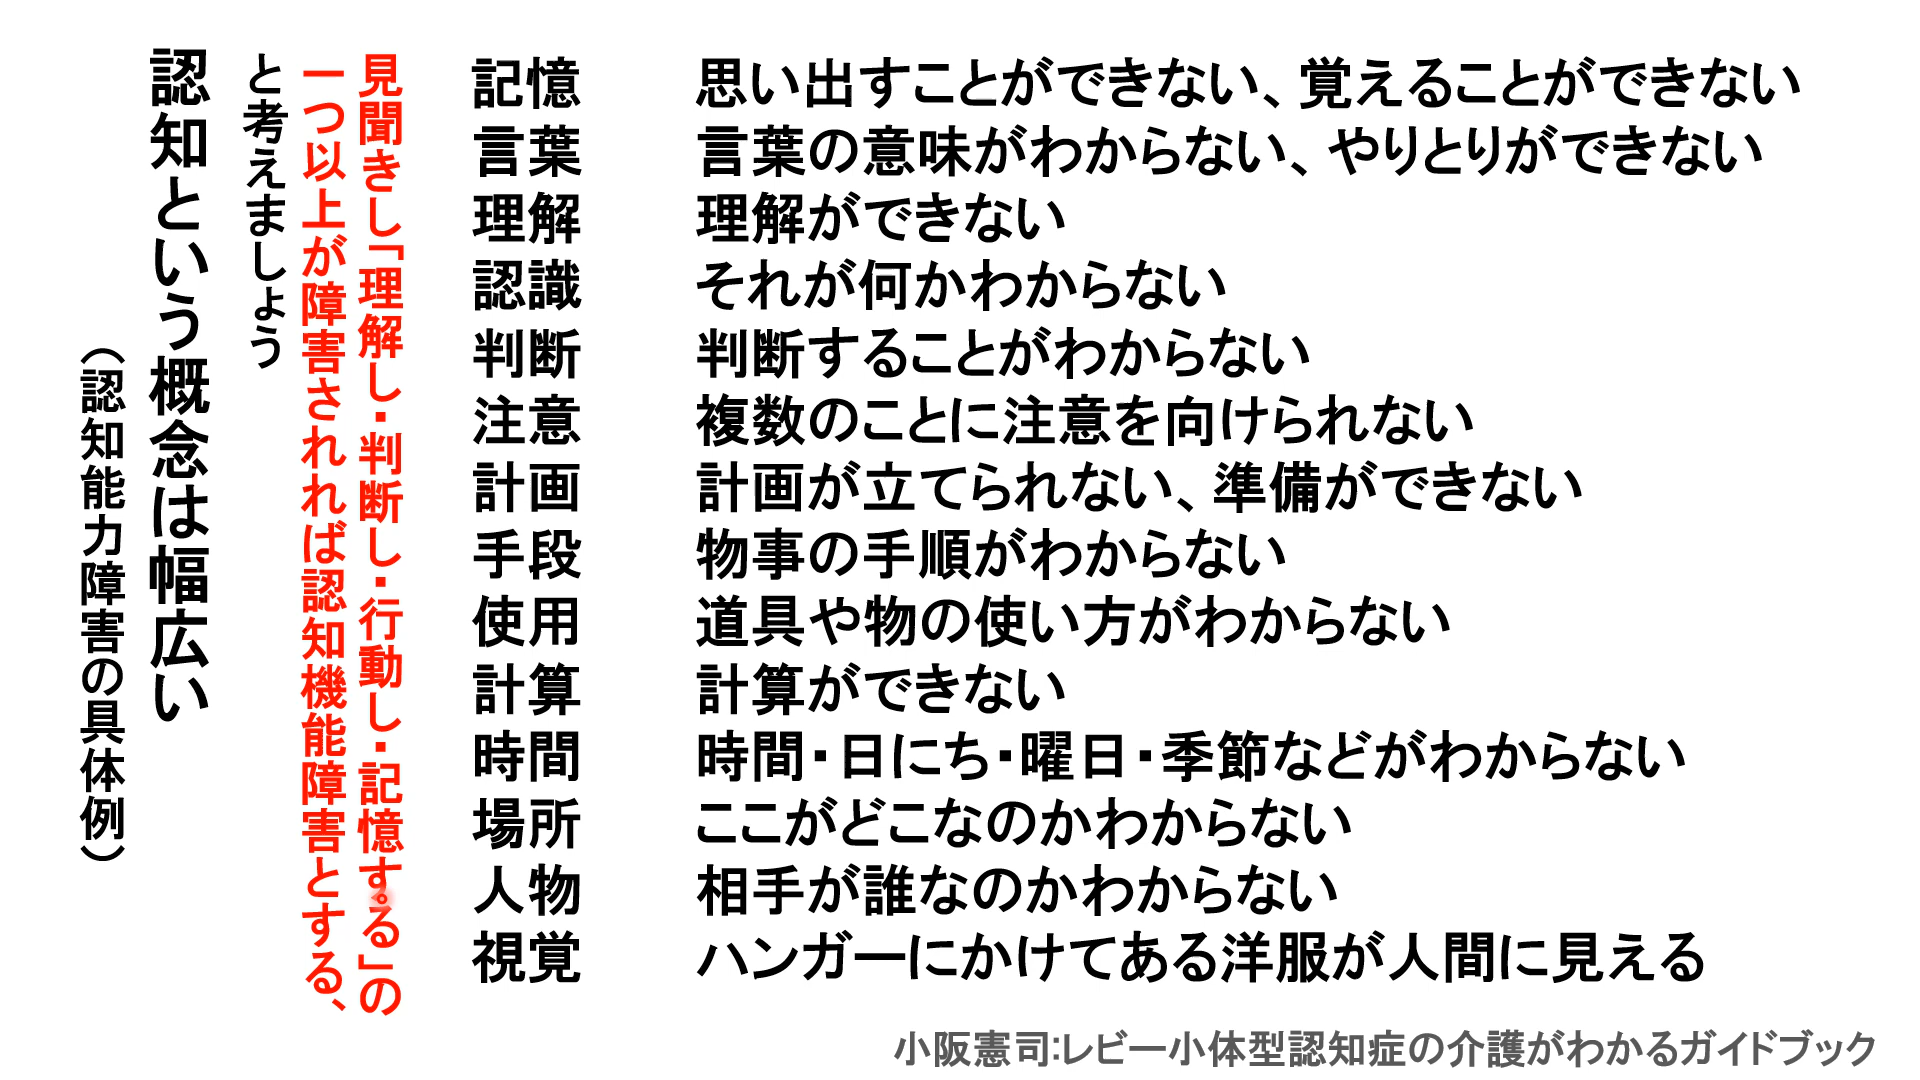 認知という概念は幅広い
（認知能力障害の具体例）
見聞きし「理解し・判断し・行動し・記憶する」の
一つ以上が障害されれば認知機能障害とする、
と考えましょう
記憶 思い出すことができない、覚えることができない
言葉 言葉の意味がわからない、やりとりができない
理解 理解ができない
認識 それが何かわからない
判断 判断することがわからない
注意 複数のことに注意を向けられない
計画 計画が立てられない、準備ができない
手段 物事の手順がわからない
使用 道具や物の使い方がわからない
計算 計算ができない
時間 時間・日にち・曜日・季節などがわからない
場所 ここがどこなのかわからない
人物 相手が誰なのかわからない
視覚 ハンガーにかけてある洋服が人間に見える
小阪憲司:レビー小体型認知症の介護がわかるガイドブック